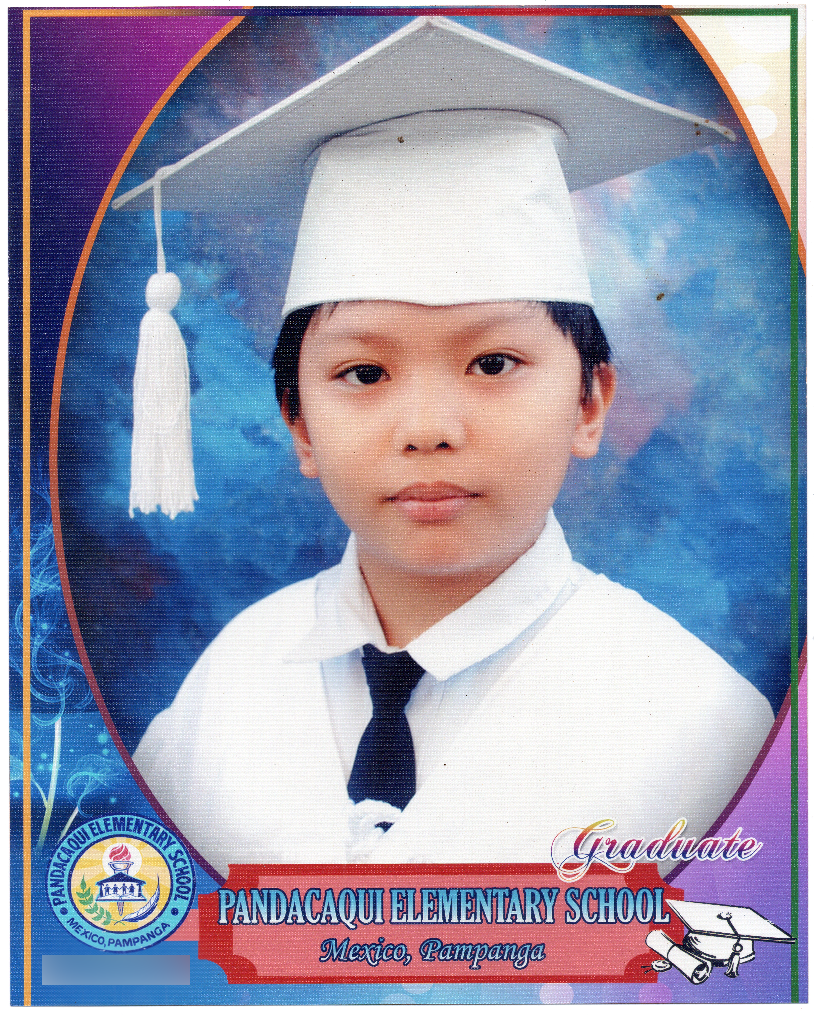 Graduate
PANDACAQUI ELEMENTARY SCHOOL
Mexico, Pampanga
PANDACAQUI ELEMENTARY SCHOOL
MEXICO, PAMPANGA